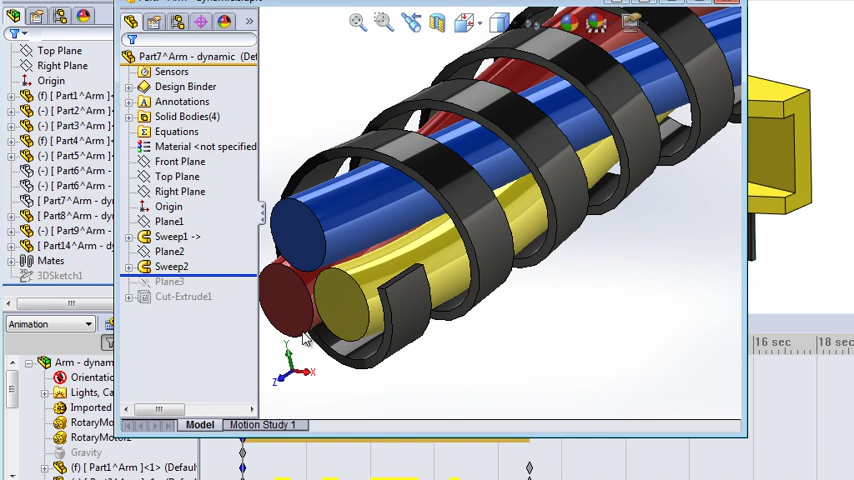 Part7^Arm - dynamic (De
Sensors
Design Binder
Annotations
Solid Bodies(4)
Equations
Material <not specified
Front Plane
Top Plane
Right Plane
Origin
Plane1
Sweep1 ->
Plane2
Sweep2
Plane3
Cut-Extrude1
Model
Motion Study 1
Top Plane
Right Plane
Origin
(f) [ Part1^Arm ]<
(-) [ Part2^Arm ]
(-) [ Part3^Arm ]
(f) [ Part4^Arm ]
(-) [ Part5^Arm ]
(-) [ Part6^Arm
(-) [ Part6^Arm
[ Part7^Arm - dy
[ Part8^Arm - dy
(-) [ Part9^Arm
[ Part14^Arm - d
Mates
3DSketch1
Animation
Arm - dynam
Orientatio
Lights, Ca
Imported
RotaryMot
RotaryMot
Gravity
(f) [ Part1^Arm ]<1> (Defaul
Y
X
Z
16 sec
18 sec